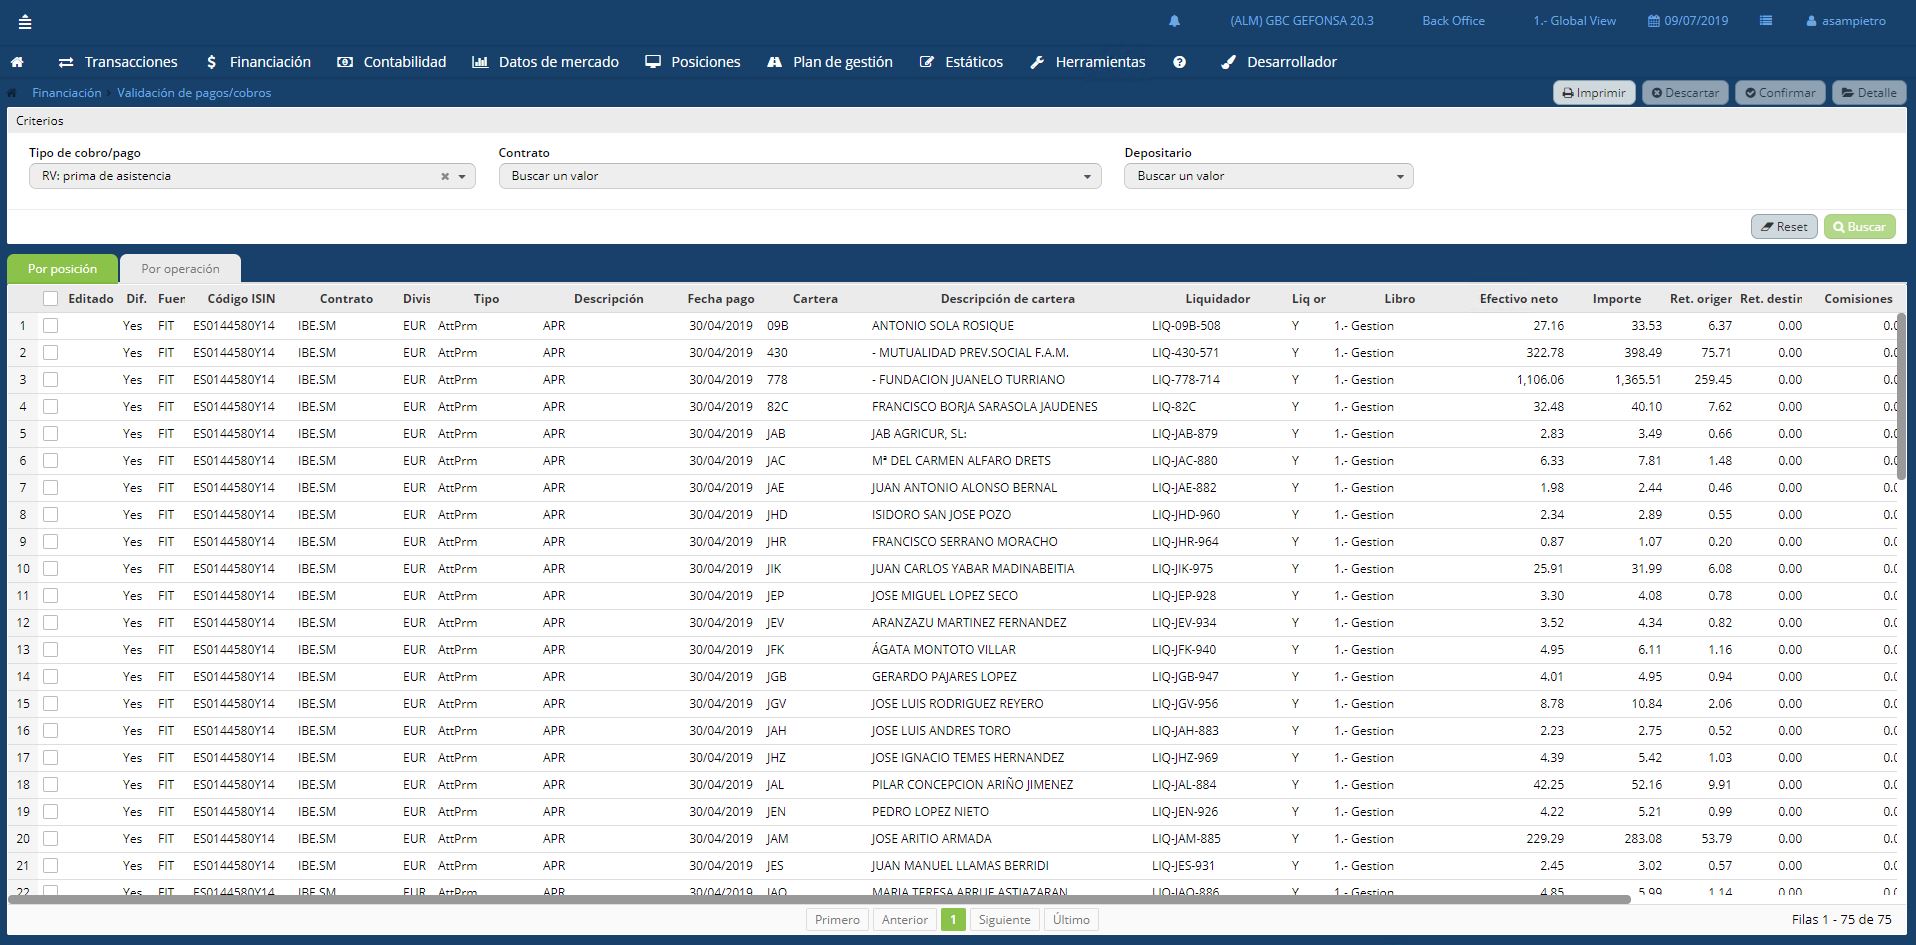 (ALM) GBC GEFONSA 20.3 Back Office 1.- Global View 09/07/2019 asampietro
Transacciones $ Financiación Contabilidad Datos de mercado Posiciones Plan de gestión Estáticos Herramientas ? Desarrollador
Financiación › Validación de pagos/cobros Imprimir Descartar Confirmar Detalle
Criterios
Tipo de cobro/pago Contrato Depositario
RV: prima de asistencia Buscar un valor Buscar un valor
Reset Buscar
Por posición Por operación
Editado Dif. Fuen Código ISIN Contrato Divis Tipo Descripción Fecha pago Cartera Descripción de cartera Liquidador Liq or Libro Efectivo neto Importe Ret. origer Ret. destin Comisiones
1 Yes FIT ES0144580Y14 IBE.SM EUR AttPrm APR 30/04/2019 09B ANTONIO SOLA ROSIQUE LIQ-09B-508 Y 1.- Gestion 27.16 33.53 6.37 0.00 0.0
2 Yes FIT ES0144580Y14 IBE.SM EUR AttPrm APR 30/04/2019 430 - MUTUALIDAD PREV.SOCIAL F.A.M. LIQ-430-571 Y 1.- Gestion 322.78 398.49 75.71 0.00 0.0
3 Yes FIT ES0144580Y14 IBE.SM EUR AttPrm APR 30/04/2019 778 - FUNDACION JUANELO TURRIANO LIQ-778-714 Y 1.- Gestion 1,106.06 1,365.51 259.45 0.00 0.0
4 Yes FIT ES0144580Y14 IBE.SM EUR AttPrm APR 30/04/2019 82C FRANCISCO BORJA SARASOLA JAUDENES LIQ-82C Y 1.- Gestion 32.48 40.10 7.62 0.00 0.0
5 Yes FIT ES0144580Y14 IBE.SM EUR AttPrm APR 30/04/2019 JAB JAB AGRICUR, SL: LIQ-JAB-879 Y 1.- Gestion 2.83 3.49 0.66 0.00 0.0
6 Yes FIT ES0144580Y14 IBE.SM EUR AttPrm APR 30/04/2019 JAC Mª DEL CARMEN ALFARO DRETS LIQ-JAC-880 Y 1.- Gestion 6.33 7.81 1.48 0.00 0.0
7 Yes FIT ES0144580Y14 IBE.SM EUR AttPrm APR 30/04/2019 JAE JUAN ANTONIO ALONSO BERNAL LIQ-JAE-882 Y 1.- Gestion 1.98 2.44 0.46 0.00 0.0
8 Yes FIT ES0144580Y14 IBE.SM EUR AttPrm APR 30/04/2019 JHD ISIDORO SAN JOSE POZO LIQ-JHD-960 Y 1.- Gestion 2.34 2.89 0.55 0.00 0.0
9 Yes FIT ES0144580Y14 IBE.SM EUR AttPrm APR 30/04/2019 JHR FRANCISCO SERRANO MORACHO LIQ-JHR-964 Y 1.- Gestion 0.87 1.07 0.20 0.00 0.0
10 Yes FIT ES0144580Y14 IBE.SM EUR AttPrm APR 30/04/2019 JIK JUAN CARLOS YABAR MADINABEITIA LIQ-JIK-975 Y 1.- Gestion 25.91 31.99 6.08 0.00 0.0
11 Yes FIT ES0144580Y14 IBE.SM EUR AttPrm APR 30/04/2019 JEP JOSE MIGUEL LOPEZ SECO LIQ-JEP-928 Y 1.- Gestion 3.30 4.08 0.78 0.00 0.0
12 Yes FIT ES0144580Y14 IBE.SM EUR AttPrm APR 30/04/2019 JEV ARANZAZU MARTINEZ FERNANDEZ LIQ-JEV-934 Y 1.- Gestion 3.52 4.34 0.82 0.00 0.0
13 Yes FIT ES0144580Y14 IBE.SM EUR AttPrm APR 30/04/2019 JFK ÁGATA MONTOTO VILLAR LIQ-JFK-940 Y 1.- Gestion 4.95 6.11 1.16 0.00 0.0
14 Yes FIT ES0144580Y14 IBE.SM EUR AttPrm APR 30/04/2019 JGB GERARDO PAJARES LOPEZ LIQ-JGB-947 Y 1.- Gestion 4.01 4.95 0.94 0.00 0.0
15 Yes FIT ES0144580Y14 IBE.SM EUR AttPrm APR 30/04/2019 JGV JOSE LUIS RODRIGUEZ REYERO LIQ-JGV-956 Y 1.- Gestion 8.78 10.84 2.06 0.00 0.0
16 Yes FIT ES0144580Y14 IBE.SM EUR AttPrm APR 30/04/2019 JAH JOSE LUIS ANDRES TORO LIQ-JAH-883 Y 1.- Gestion 2.23 2.75 0.52 0.00 0.0
17 Yes FIT ES0144580Y14 IBE.SM EUR AttPrm APR 30/04/2019 JHZ JOSE IGNACIO TEMES HERNANDEZ LIQ-JHZ-969 Y 1.- Gestion 4.39 5.42 1.03 0.00 0.0
18 Yes FIT ES0144580Y14 IBE.SM EUR AttPrm APR 30/04/2019 JAL PILAR CONCEPCION ARIÑO JIMENEZ LIQ-JAL-884 Y 1.- Gestion 42.25 52.16 9.91 0.00 0.0
19 Yes FIT ES0144580Y14 IBE.SM EUR AttPrm APR 30/04/2019 JEN PEDRO LOPEZ NIETO LIQ-JEN-926 Y 1.- Gestion 4.22 5.21 0.99 0.00 0.0
20 Yes FIT ES0144580Y14 IBE.SM EUR AttPrm APR 30/04/2019 JAM JOSE ARITIO ARMADA LIQ-JAM-885 Y 1.- Gestion 229.29 283.08 53.79 0.00 0.0
21 Yes FIT ES0144580Y14 IBE.SM EUR AttPrm APR 30/04/2019 JES JUAN MANUEL LLAMAS BERRIDI LIQ-JES-931 Y 1.- Gestion 2.45 3.02 0.57 0.00 0.0
22 Yes FIT ES0144580Y14 IBE.SM EUR AttPrm APR 30/04/2019 MARIA TERESA ARRUE ASTIAZARAN Y 1.- Gestion 4.85 5.99 1.14 0.00 0.0
Primero Anterior 1 Siguiente Último Filas 1 - 75 de 75